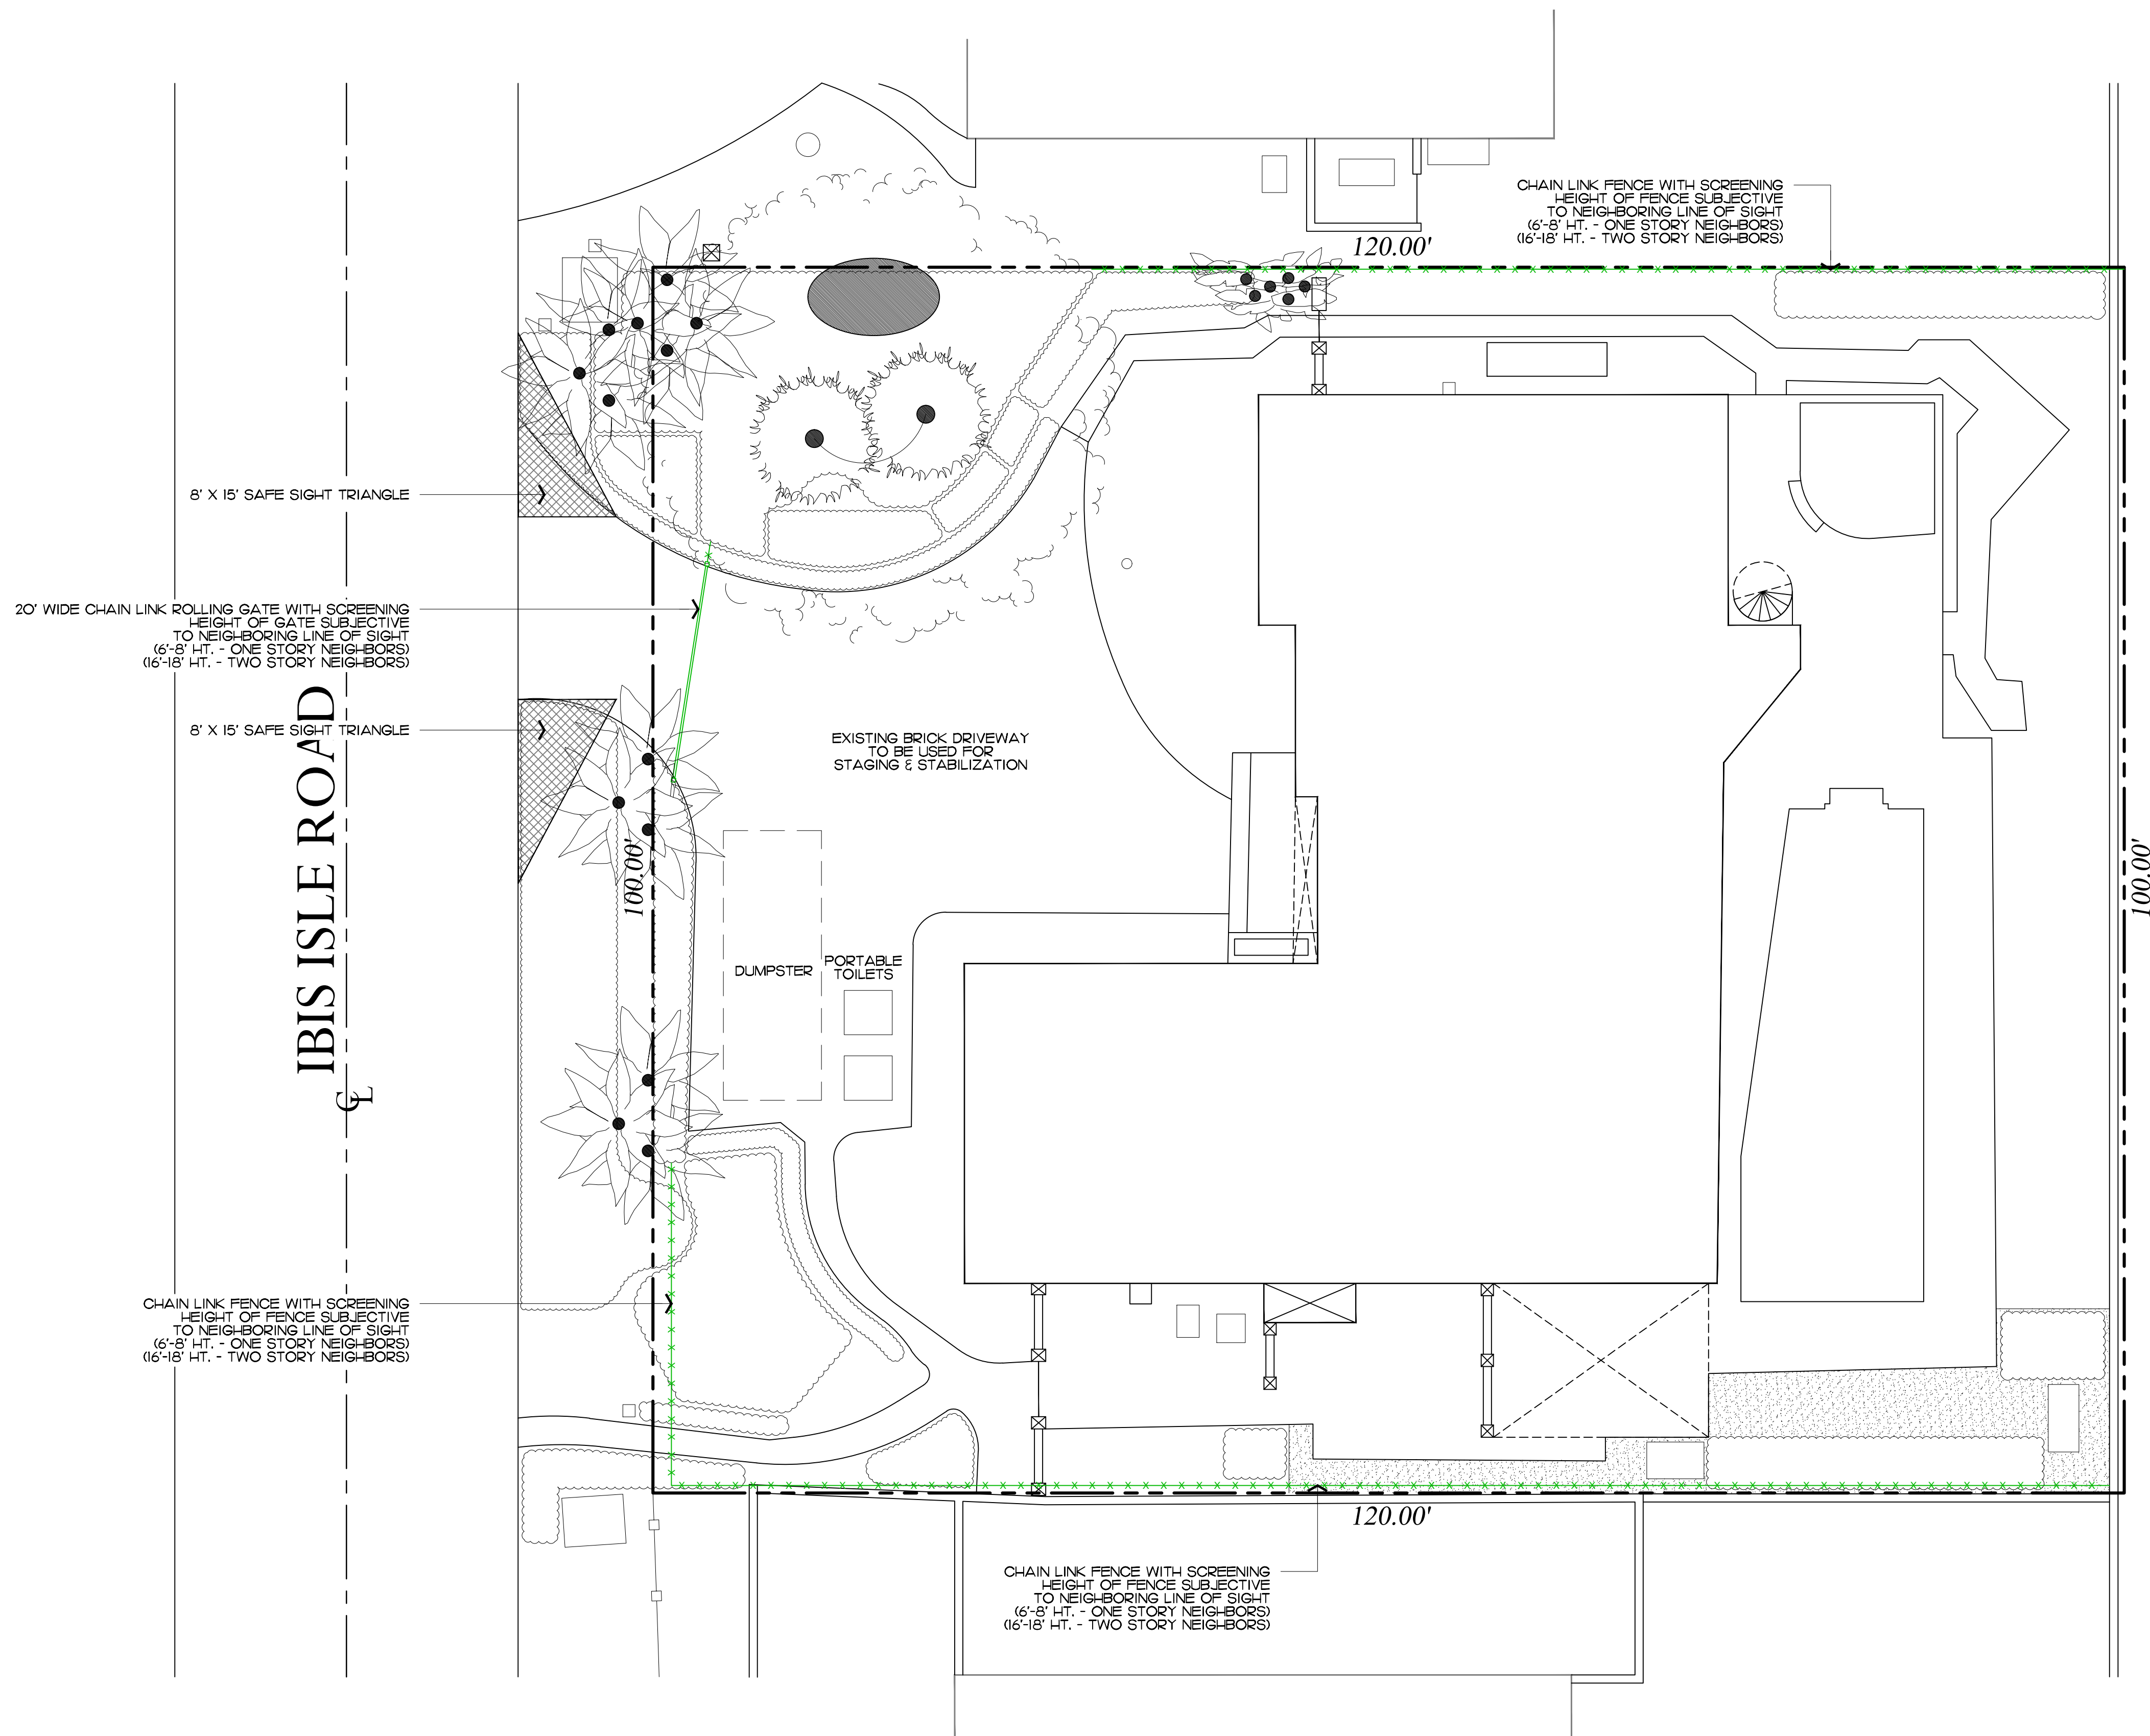 CHAIN LINK FENCE WITH SCREENING
HEIGHT OF FENCE SUBJECTIVE
TO NEIGHBORING LINE OF SIGHT
(6'-8' HT. - ONE STORY NEIGHBORS)
(16'-18' HT. - TWO STORY NEIGHBORS)
120.00'
8' X 15' SAFE SIGHT TRIANGLE
20' WIDE CHAIN LINK ROLLING GATE WITH SCREENING
HEIGHT OF GATE SUBJECTIVE
TO NEIGHBORING LINE OF SIGHT
(6'-8' HT. - ONE STORY NEIGHBORS)
(16'-18' HT. - TWO STORY NEIGHBORS)
8' X 15' SAFE SIGHT TRIANGLE
IBIS ISLE ROAD
CL
EXISTING BRICK DRIVEWAY
TO BE USED FOR
STAGING & STABILIZATION
100.00'
100.00'
DUMPSTER
PORTABLE
TOILETS
CHAIN LINK FENCE WITH SCREENING
HEIGHT OF FENCE SUBJECTIVE
TO NEIGHBORING LINE OF SIGHT
(6'-8' HT. - ONE STORY NEIGHBORS)
(16'-18' HT. - TWO STORY NEIGHBORS)
120.00'
CHAIN LINK FENCE WITH SCREENING
HEIGHT OF FENCE SUBJECTIVE
TO NEIGHBORING LINE OF SIGHT
(6'-8' HT. - ONE STORY NEIGHBORS)
(16'-18' HT. - TWO STORY NEIGHBORS)